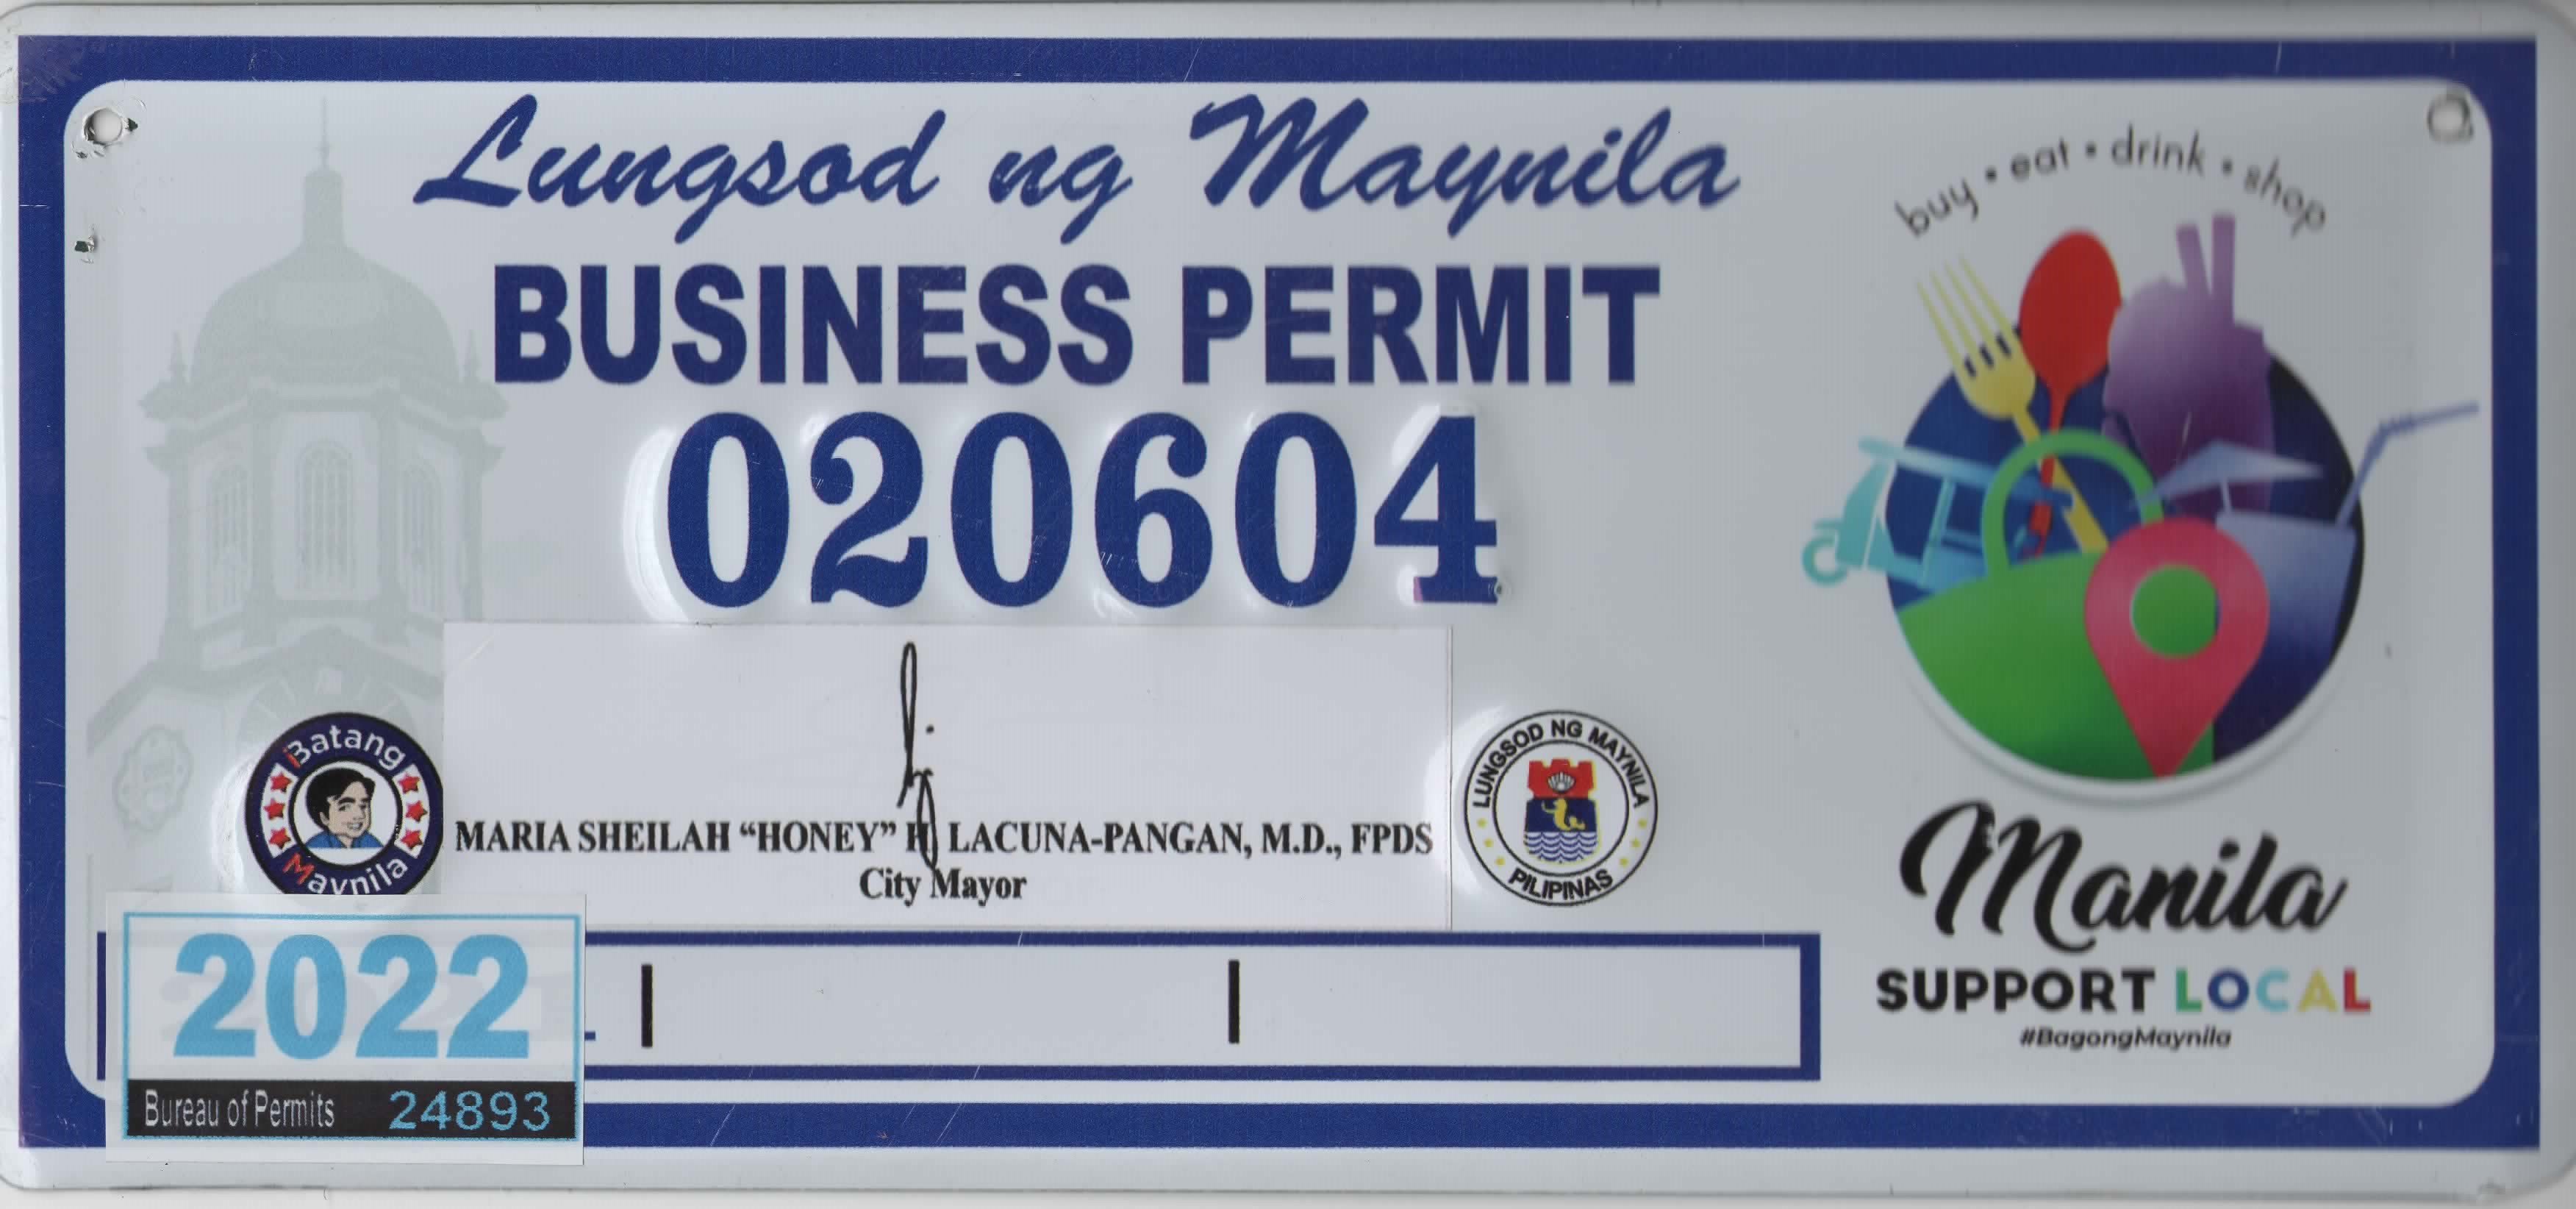 Lungsod ng Maynila
BUSINESS PERMIT
020604
MARIA SHEILAH “HONEY” H. LACUNA-PANGAN, M.D., FPDS
City Mayor
Batang
Maynila
LUNGSOD NG MAYNILA
PILIPINAS
2022
Bureau of Permits 24893
buy • eat • drink • shop
Manila
SUPPORT LOCAL
#BagongMaynila